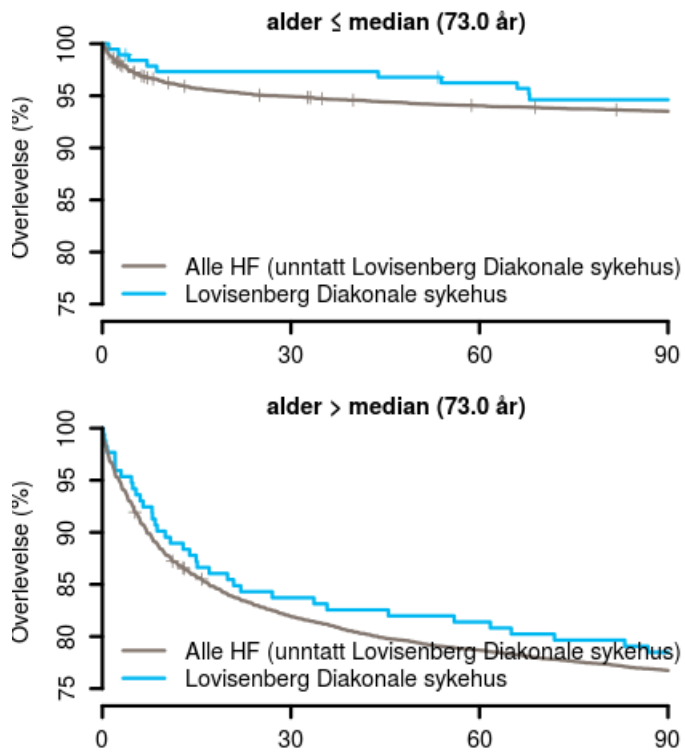 alder ≤ median (73.0 år)
Overlevelse (%)
100
95
90
85
80
75
Alle HF (unntatt Lovisenberg Diakonale sykehus)
Lovisenberg Diakonale sykehus
0 30 60 90
alder > median (73.0 år)
Overlevelse (%)
100
95
90
85
80
75
Alle HF (unntatt Lovisenberg Diakonale sykehus)
Lovisenberg Diakonale sykehus
0 30 60 90